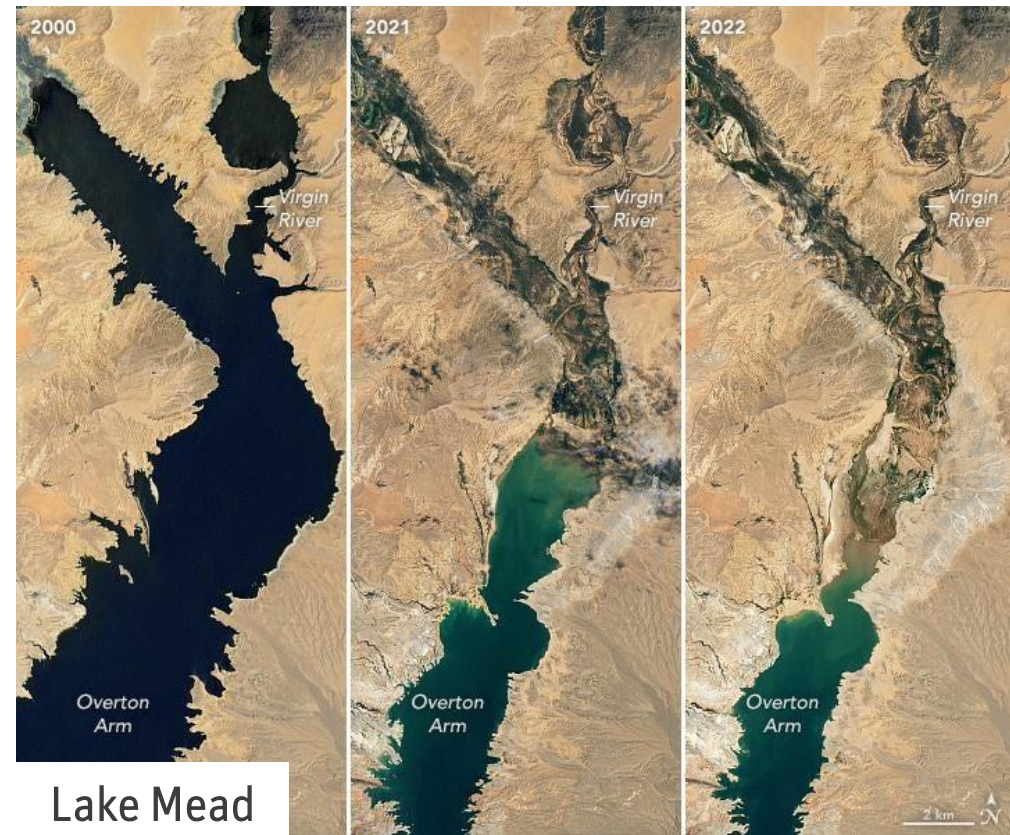 2000
Virgin
River
Overton
Arm
2021
Virgin
River
Overton
Arm
2022
Virgin
River
Overton
Arm
2 km
N
Lake Mead